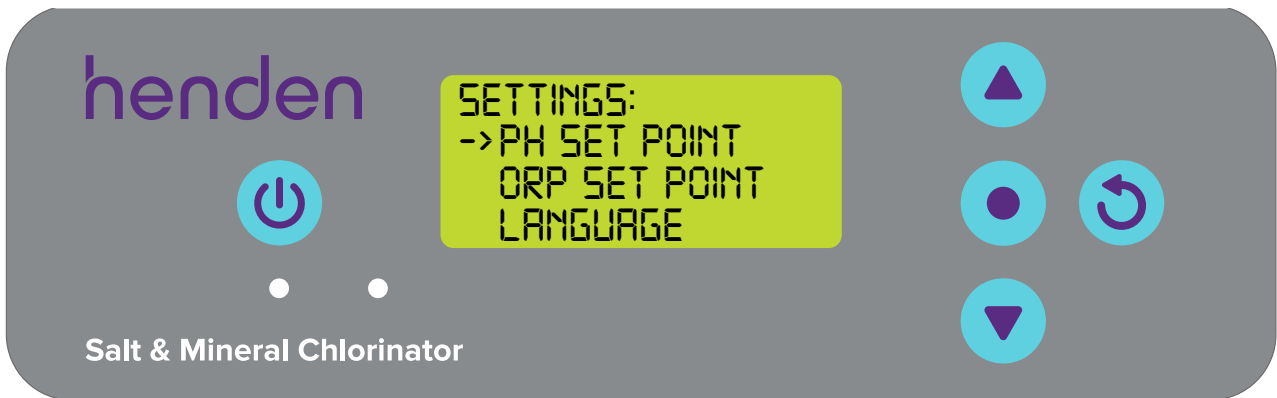 henden
SETTINGS:
->PH SET POINT
ORP SET POINT
LANGUAGE
Salt & Mineral Chlorinator